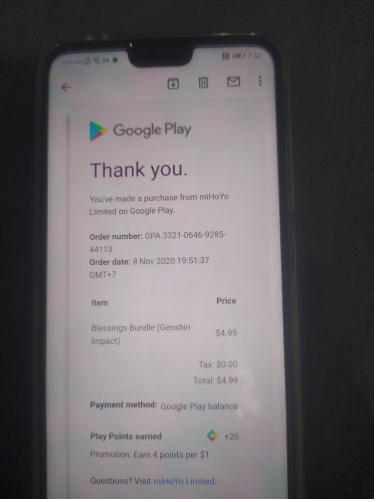 7:52
Google Play
Thank you.
You've made a purchase from miHoYo
Limited on Google Play.
Order number: GPA.3321-0646-9285-
44113
Order date: 8 Nov 2020 19:51:37
GMT+7
Item Price
Blessings Bundle (Genshin
Impact) $4.99
Tax: $0.00
Total: $4.99
Payment method: Google Play balance
Play Points earned +20
Promotion: Earn 4 points per $1
Questions? Visit miHoYo Limited.